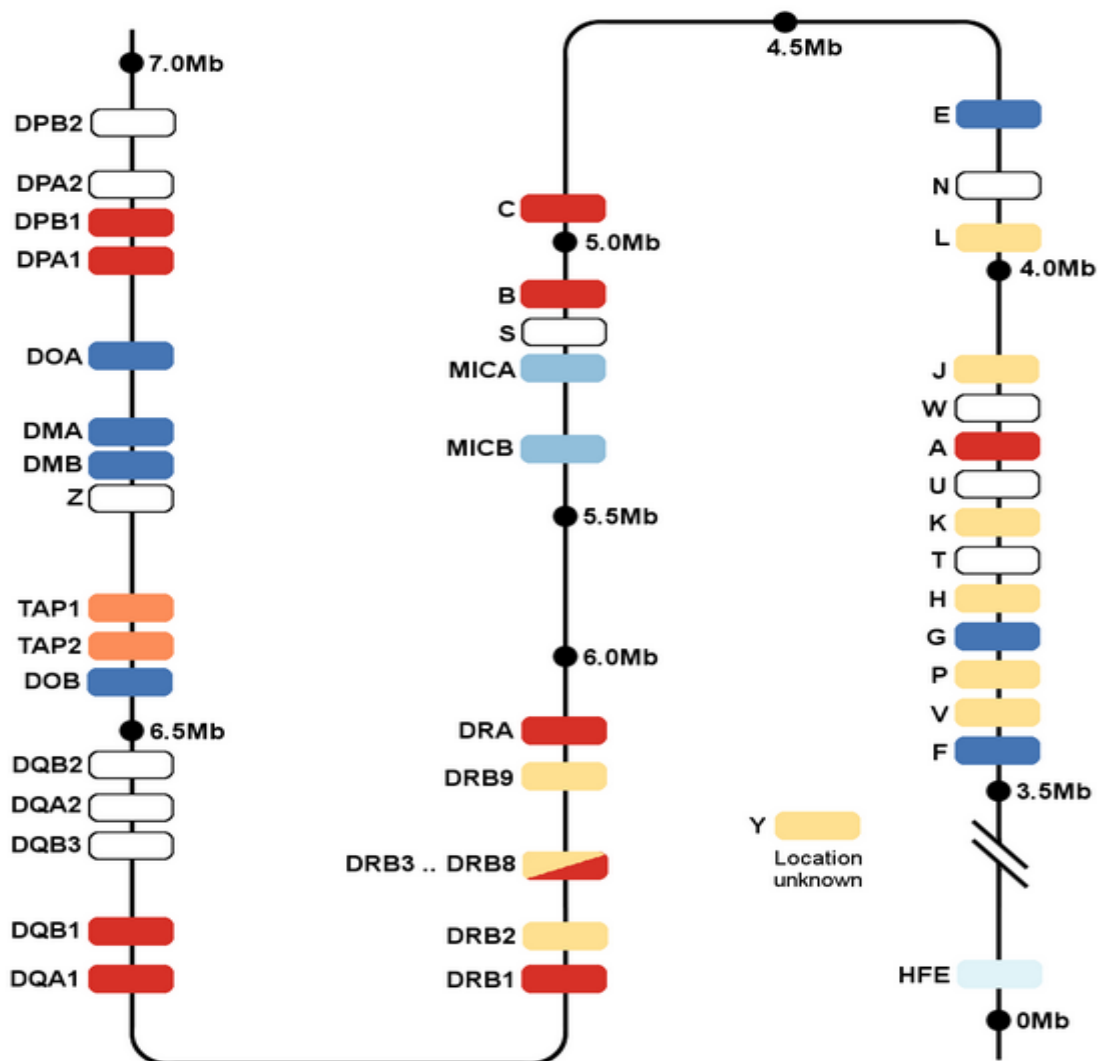 7.0Mb
DPB2
DPA2
DPB1
DPA1
DOA
DMA
DMB
Z
TAP1
TAP2
DOB
6.5Mb
DQB2
DQA2
DQB3
DQB1
DQA1
4.5Mb
C
5.0Mb
B
S
MICA
MICB
5.5Mb
6.0Mb
DRA
DRB9
DRB3 .. DRB8
DRB2
DRB1
E
N
L
4.0Mb
J
W
A
U
K
T
H
G
P
V
F
3.5Mb
Y
Location
unknown
HFE
0Mb